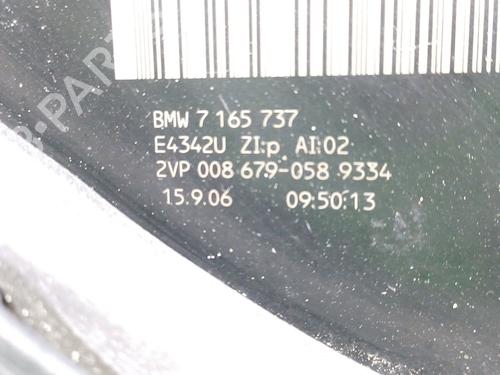 BMW 7 165 737
E4342U ZI:p AI:02
2VP 008 679-058 9334
15.9.06 09:50:13